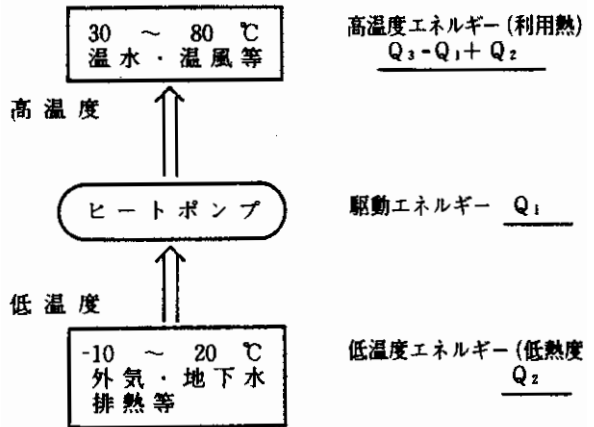 30 ～ 80 ℃
温水・温風等
高温度エネルギー(利用熱)
Q₃-Q₁+Q₂
高温度
ヒートポンプ
駆動エネルギー Q₁
低温度
-10 ～ 20 ℃
外気・地下水
排熱等
低温度エネルギー(低熱度
Q₂